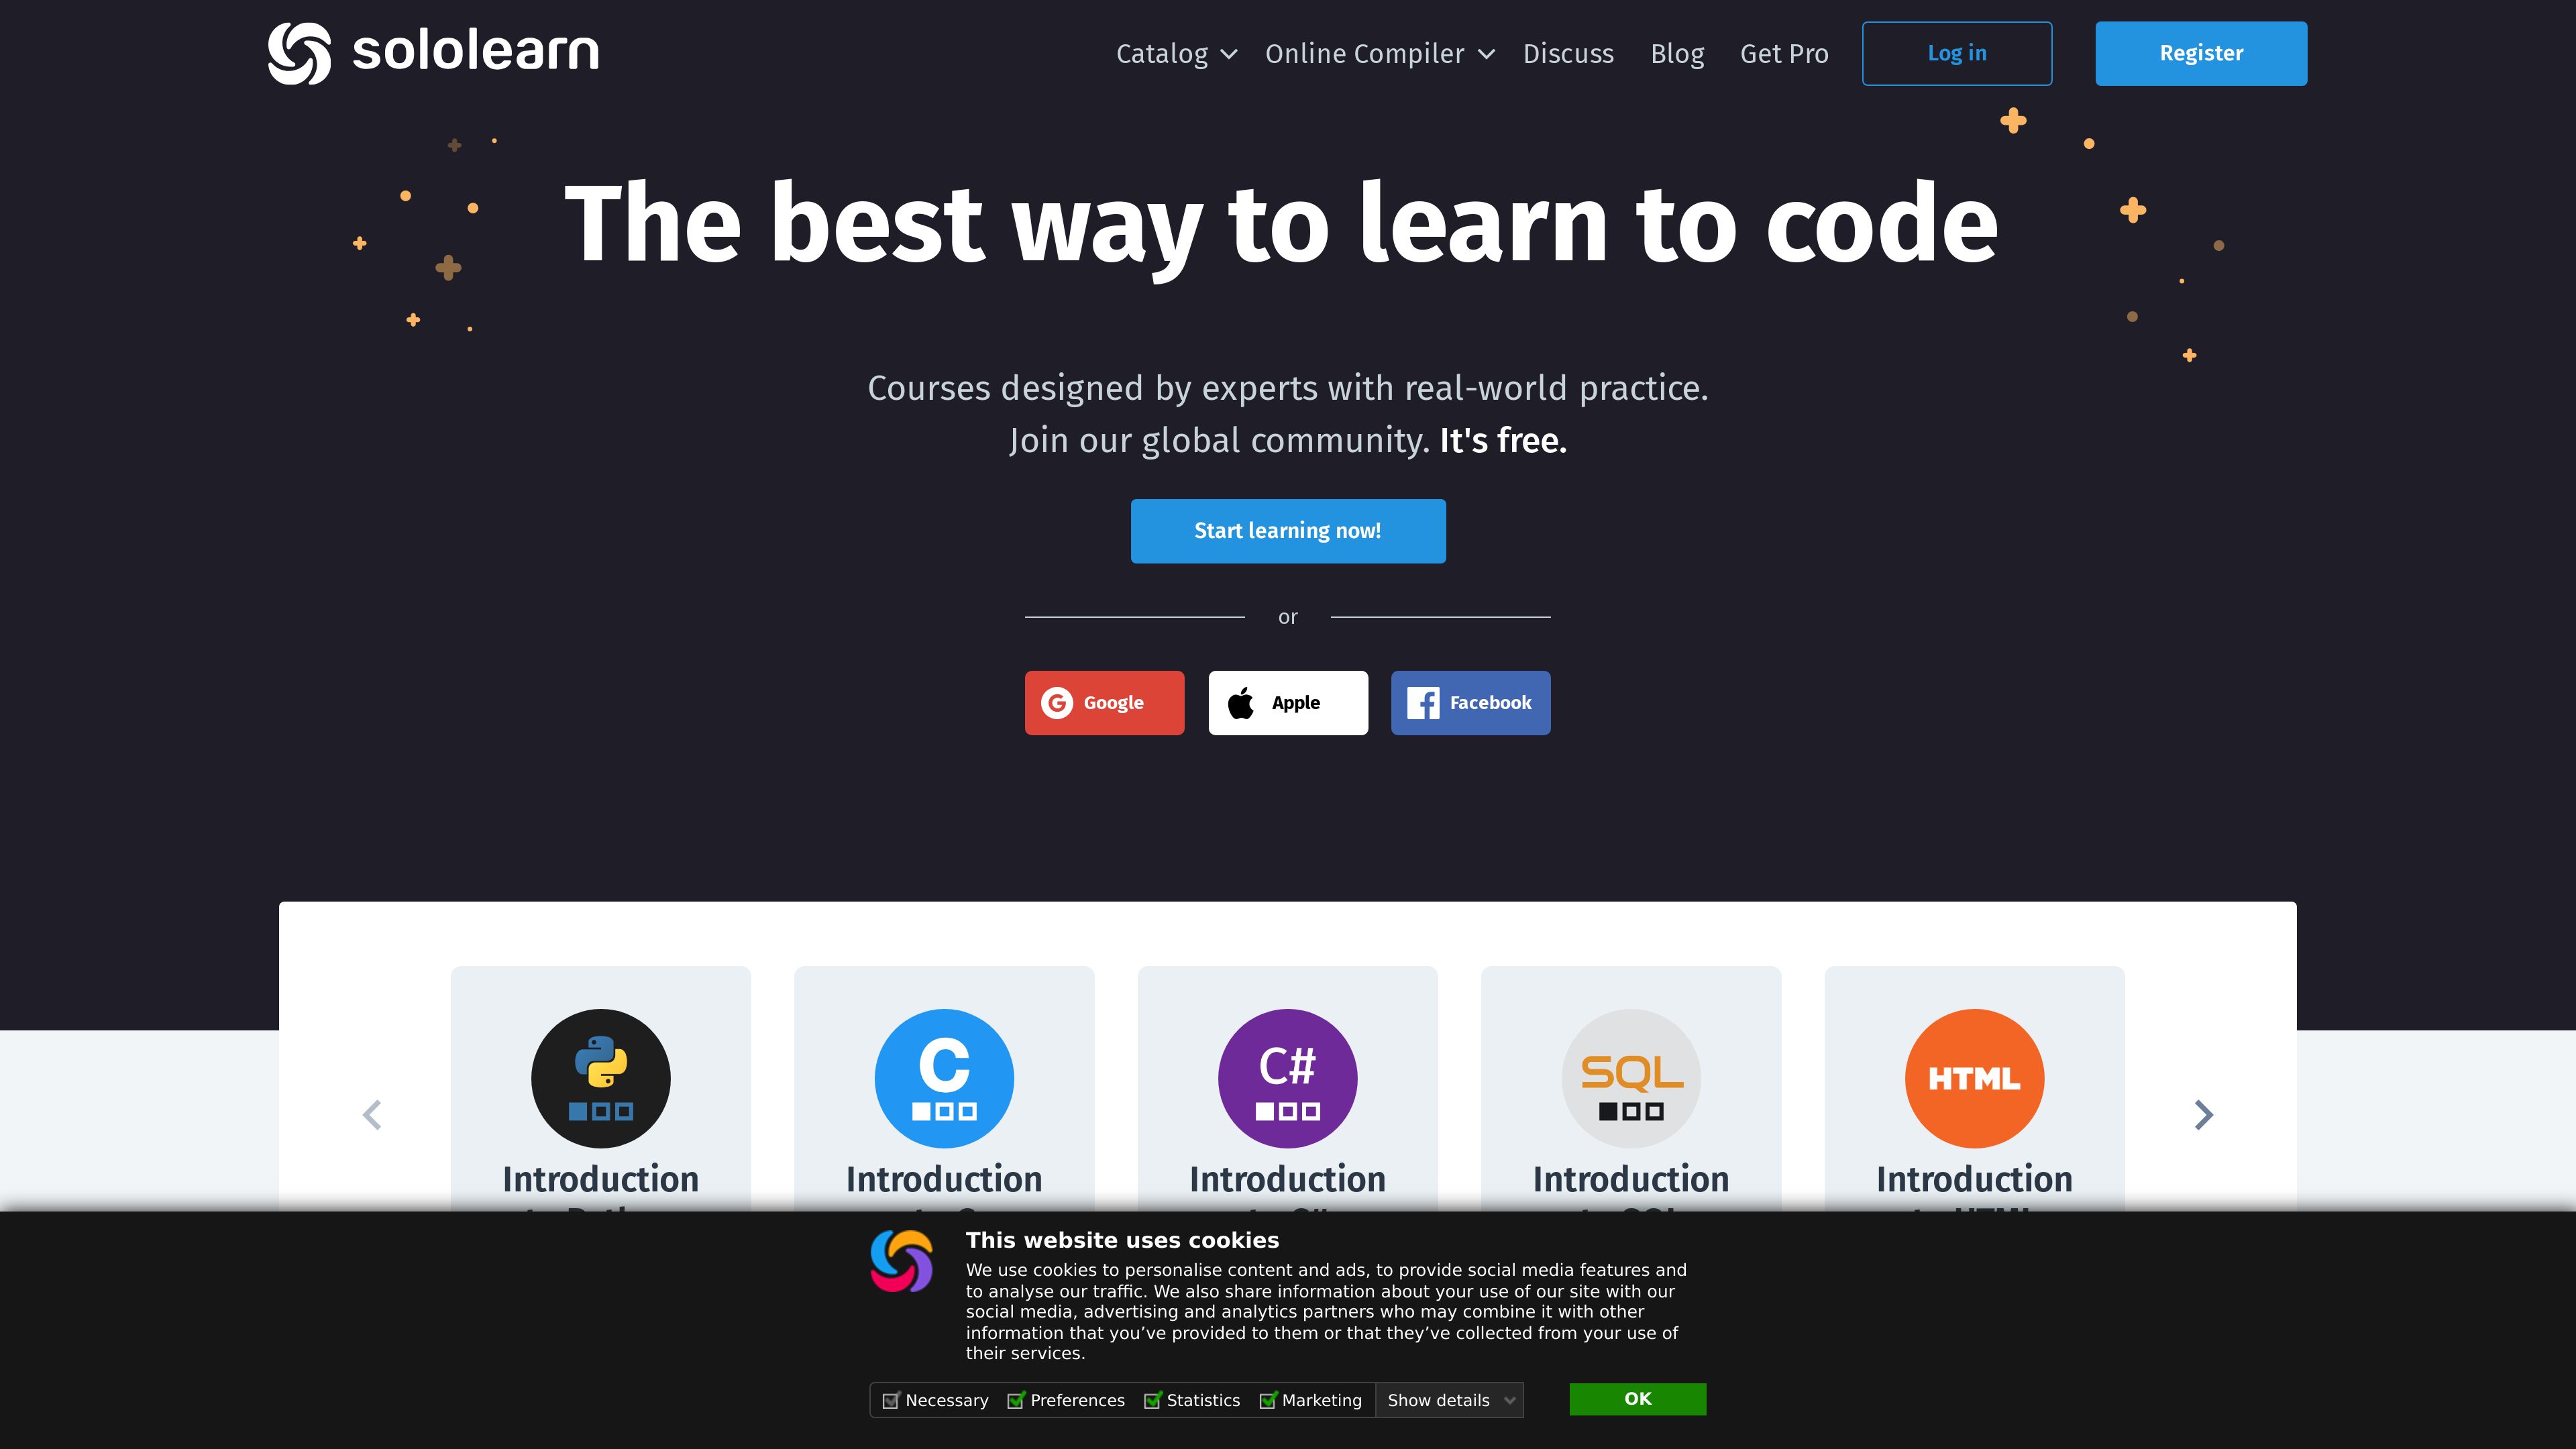 sololearn
Catalog Online Compiler Discuss Blog Get Pro Log in Register
The best way to learn to code
Courses designed by experts with real-world practice.
Join our global community. It's free.
Start learning now!
or
Google Apple Facebook
C C# SQL HTML
Introduction Introduction Introduction Introduction Introduction
This website uses cookies
We use cookies to personalise content and ads, to provide social media features and
to analyse our traffic. We also share information about your use of our site with our
social media, advertising and analytics partners who may combine it with other
information that you’ve provided to them or that they’ve collected from your use of
their services.
Necessary Preferences Statistics Marketing Show details OK